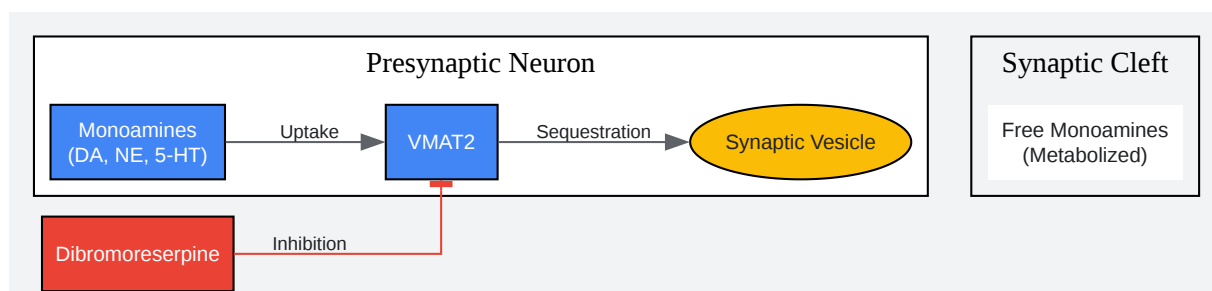 Presynaptic Neuron
Synaptic Cleft
Monoamines
(DA, NE, 5-HT)
Uptake
VMAT2
Sequestration
Synaptic Vesicle
Free Monoamines
(Metabolized)
Dibromoreserpine
Inhibition